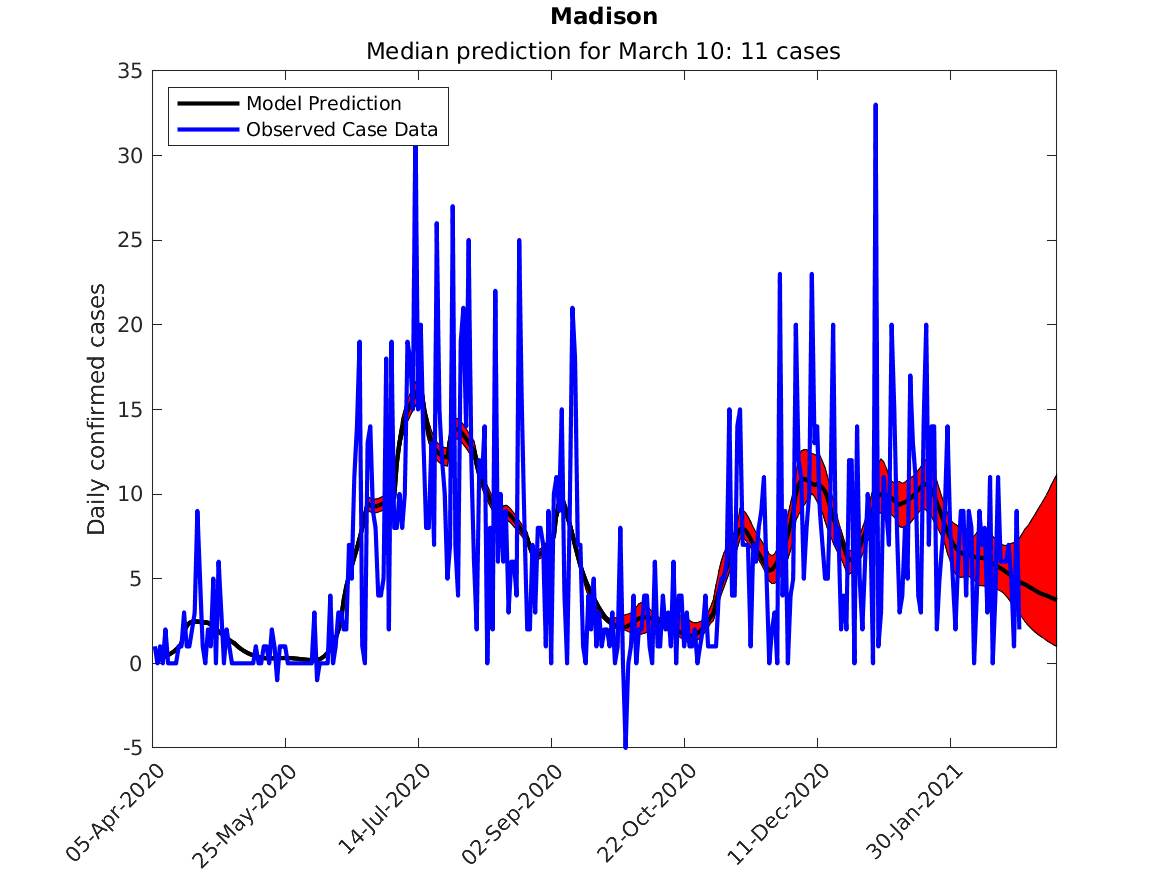 Madison
Median prediction for March 10: 11 cases
Model Prediction
Observed Case Data
Daily confirmed cases
35
30
25
20
15
10
5
0
-5
05-Apr-2020
25-May-2020
14-Jul-2020
02-Sep-2020
22-Oct-2020
11-Dec-2020
30-Jan-2021